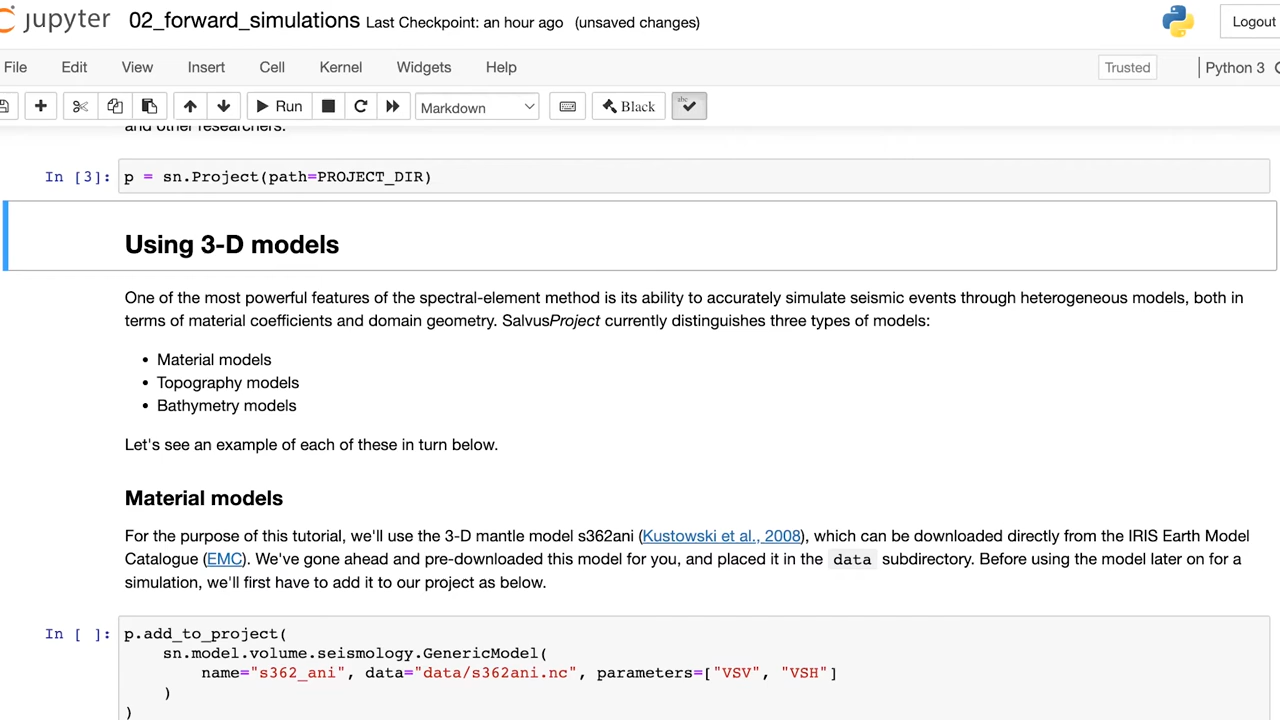 jupyter 02_forward_simulations Last Checkpoint: an hour ago (unsaved changes)
Logout
File Edit View Insert Cell Kernel Widgets Help
Trusted
Python 3
Run
Markdown
Black
abc
and other researchers.
In [3]: p = sn.Project(path=PROJECT_DIR)
Using 3-D models
One of the most powerful features of the spectral-element method is its ability to accurately simulate seismic events through heterogeneous models, both in
terms of material coefficients and domain geometry. SalvusProject currently distinguishes three types of models:
• Material models
• Topography models
• Bathymetry models
Let's see an example of each of these in turn below.
Material models
For the purpose of this tutorial, we'll use the 3-D mantle model s362ani (Kustowski et al., 2008), which can be downloaded directly from the IRIS Earth Model
Catalogue (EMC). We've gone ahead and pre-downloaded this model for you, and placed it in the data subdirectory. Before using the model later on for a
simulation, we'll first have to add it to our project as below.
In [ ]: p.add_to_project(
sn.model.volume.seismology.GenericModel(
name="s362_ani", data="data/s362ani.nc", parameters=["VSV", "VSH"]
)
)